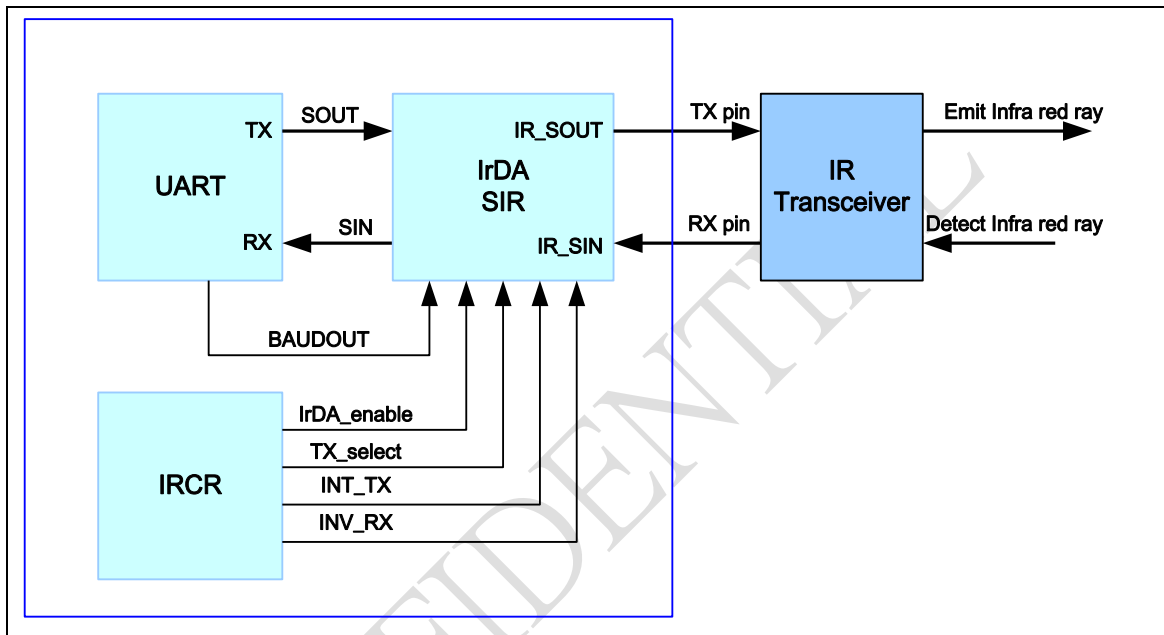 SOUT
TX pin
Emit Infra red ray
TX
IR_SOUT
UART
IrDA
SIR
IR
Transceiver
SIN
RX pin
Detect Infra red ray
RX
IR_SIN
BAUDOUT
IrDA_enable
TX_select
IRCR
INT_TX
INV_RX